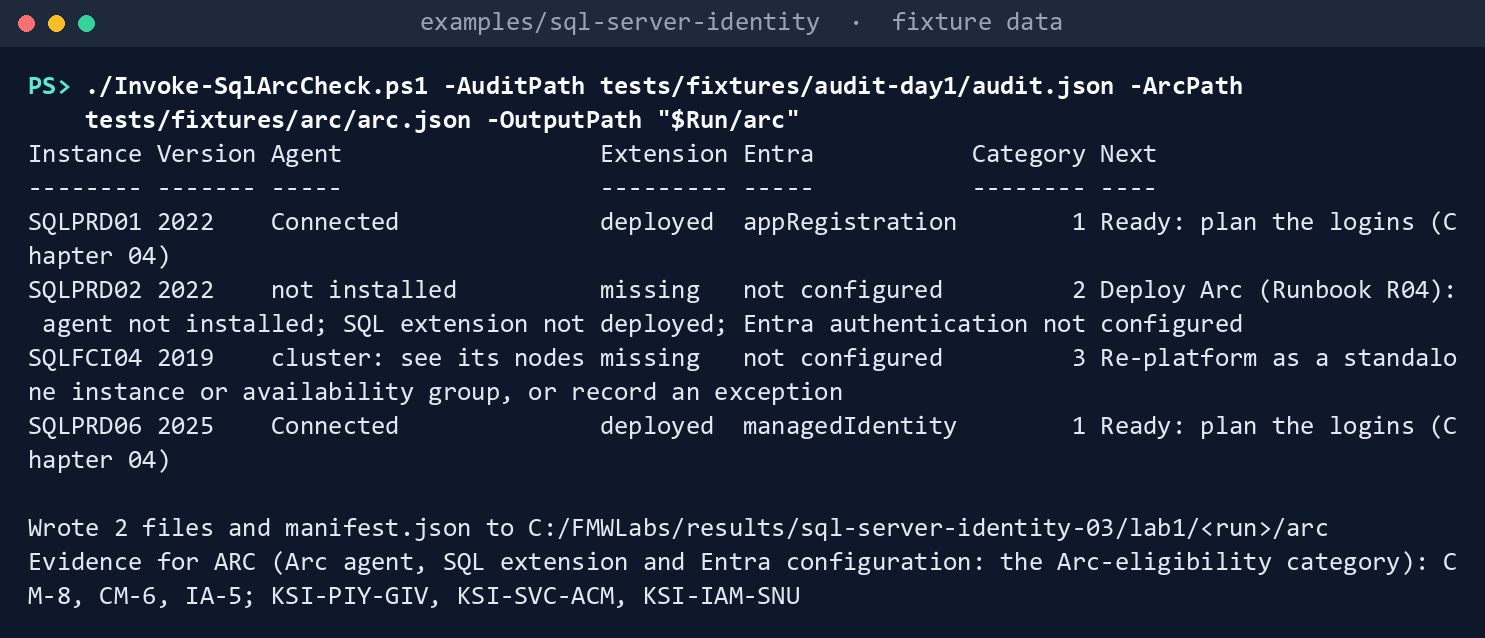 examples/sql-server-identity  ·  fixture data
PS> ./Invoke-SqlArcCheck.ps1 -AuditPath tests/fixtures/audit-day1/audit.json -ArcPath
    tests/fixtures/arc/arc.json -OutputPath "$Run/arc"
Instance Version Agent                  Extension Entra           Category Next
-------- ------- -----                  --------- -----           -------- ----
SQLPRD01 2022    Connected              deployed  appRegistration        1 Ready: plan the logins (C
hapter 04)
SQLPRD02 2022    not installed          missing   not configured         2 Deploy Arc (Runbook R04):
 agent not installed; SQL extension not deployed; Entra authentication not configured
SQLFCI04 2019    cluster: see its nodes missing   not configured         3 Re-platform as a standalo
ne instance or availability group, or record an exception
SQLPRD06 2025    Connected              deployed  managedIdentity        1 Ready: plan the logins (C
hapter 04)

Wrote 2 files and manifest.json to C:/FMWLabs/results/sql-server-identity-03/lab1/<run>/arc
Evidence for ARC (Arc agent, SQL extension and Entra configuration: the Arc-eligibility category): C
M-8, CM-6, IA-5; KSI-PIY-GIV, KSI-SVC-ACM, KSI-IAM-SNU